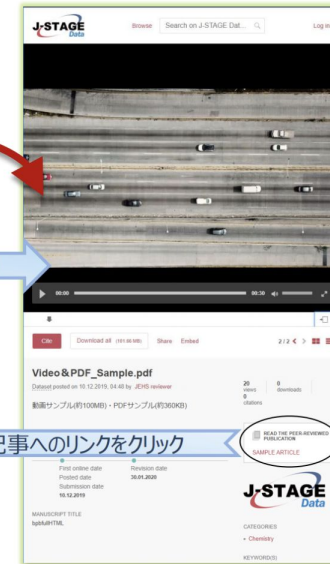 J-STAGE
Data
Browse
Search on J-STAGE Dat...
Log in
00:00
00:30
Cite
Download all (101.68 MB)
Share
Embed
2 / 2
Video&PDF_Sample.pdf
Dataset posted on 10.12.2019, 04:48 by JEHS reviewer
動画サンプル(約100MB)・PDFサンプル(約360KB)
20
views
0
downloads
0
citations
記事へのリンクをクリック
READ THE PEER-REVIEWED
PUBLICATION
SAMPLE ARTICLE
First online date
Posted date
Submission date
10.12.2019
Revision date
30.01.2020
J-STAGE
Data
MANUSCRIPT TITLE
bpbfullHTML
CATEGORIES
• Chemistry
KEYWORD(S)